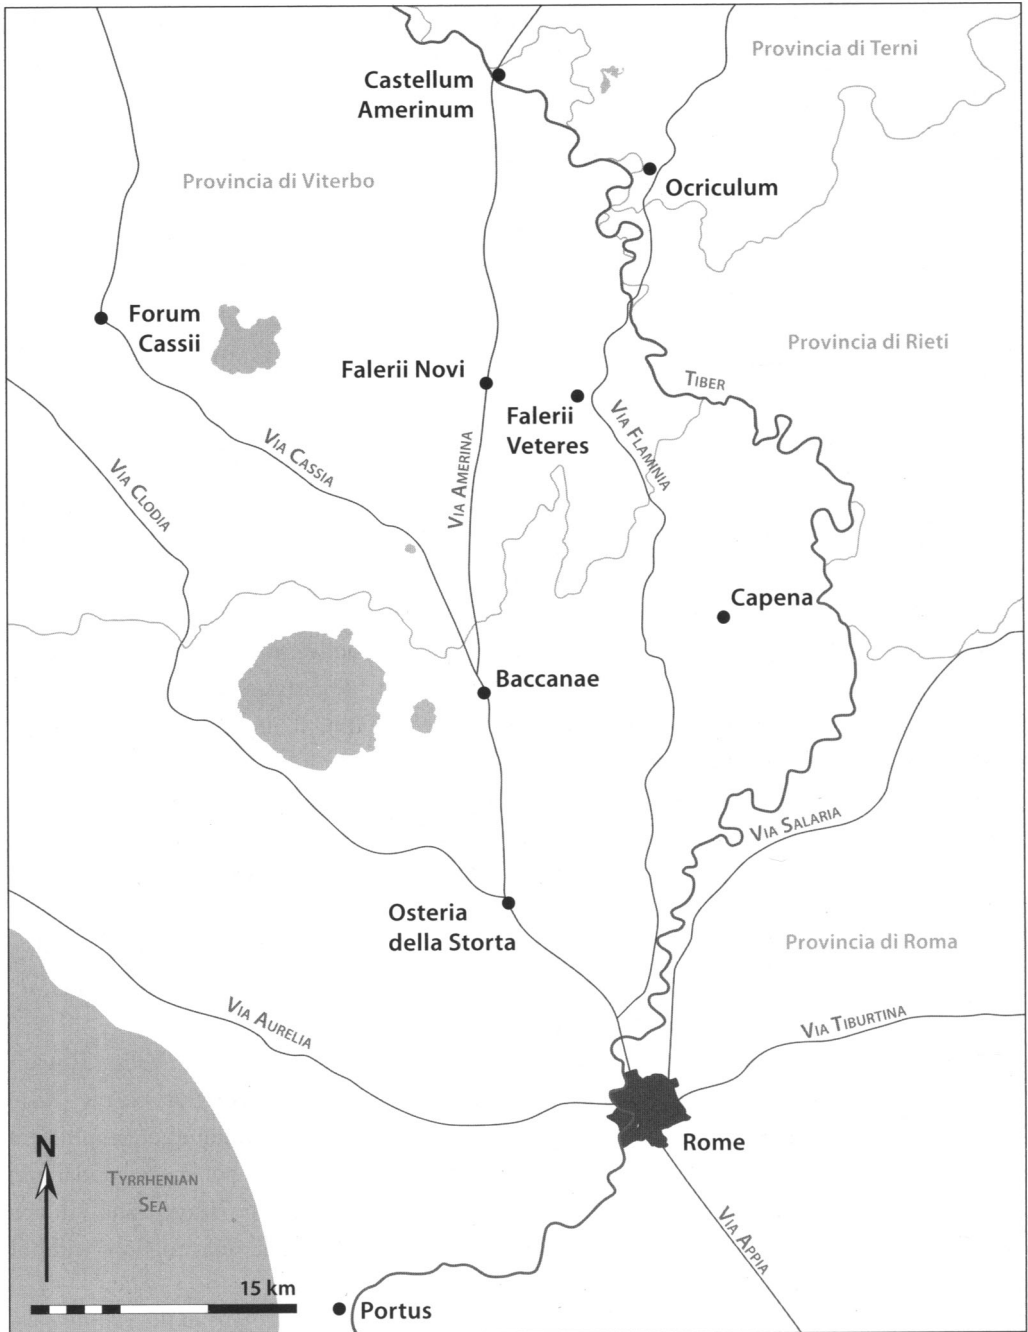 Provincia di Terni
Castellum
Amerinum
Provincia di Viterbo
Ocriculum
Forum
Cassii
Provincia di Rieti
Falerii Novi
TIBER
Falerii
Veteres
VIA FLAMINIA
VIA CASSIA
VIA AMERINA
VIA CLODIA
Capena
Baccanae
VIA SALARIA
Osteria
della Storta
Provincia di Roma
VIA AURELIA
VIA TIBURTINA
N
Rome
TYRRHENIAN
SEA
VIA APPIA
15 km
Portus